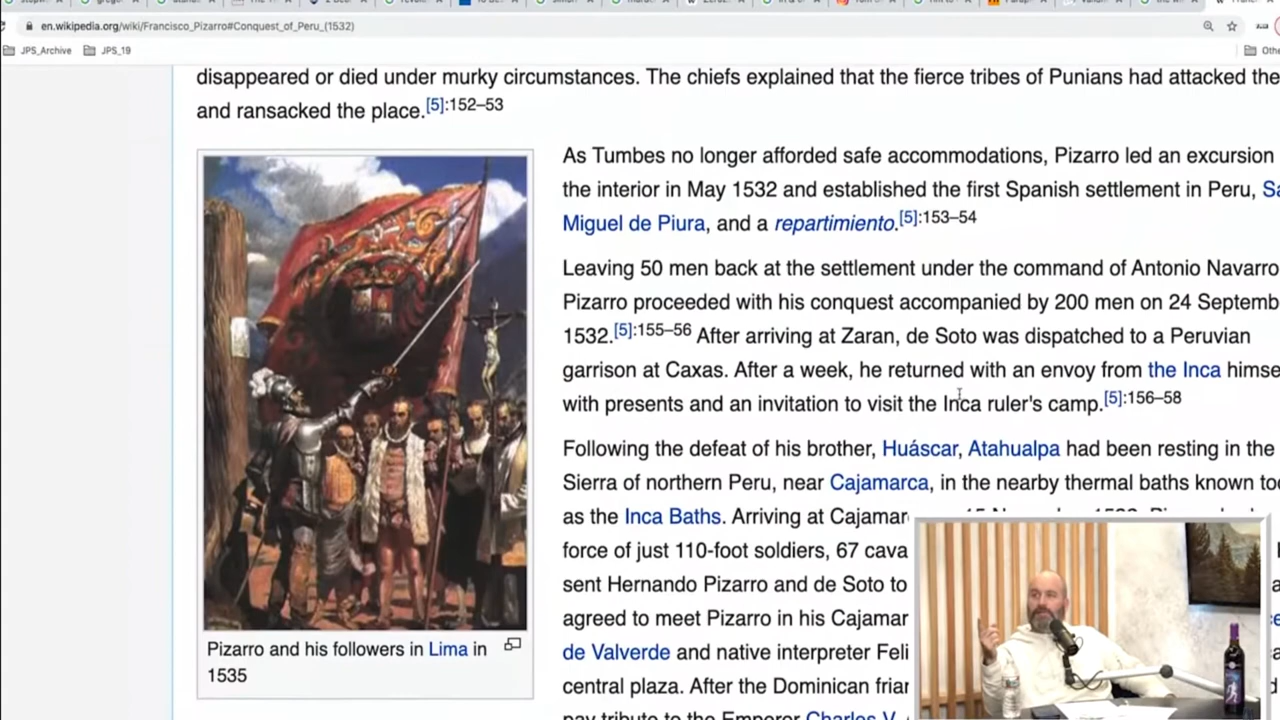 en.wikipedia.org/wiki/Francisco_Pizarro#Conquest_of_Peru_(1532)
JPS_Archive JPS_19
disappeared or died under murky circumstances. The chiefs explained that the fierce tribes of Punians had attacked the
and ransacked the place.[5]:152–53
As Tumbes no longer afforded safe accommodations, Pizarro led an excursion
the interior in May 1532 and established the first Spanish settlement in Peru,
Miguel de Piura, and a repartimiento.[5]:153–54
Leaving 50 men back at the settlement under the command of Antonio Navarro
Pizarro proceeded with his conquest accompanied by 200 men on 24 Septemb
1532.[5]:155–56 After arriving at Zaran, de Soto was dispatched to a Peruvian
garrison at Caxas. After a week, he returned with an envoy from the Inca himse
with presents and an invitation to visit the Inca ruler's camp.[5]:156–58
Following the defeat of his brother, Huáscar, Atahualpa had been resting in the
Sierra of northern Peru, near Cajamarca, in the nearby thermal baths known to
as the Inca Baths. Arriving at Cajamar
force of just 110-foot soldiers, 67 cava
sent Hernando Pizarro and de Soto to
agreed to meet Pizarro in his Cajamar
de Valverde and native interpreter Feli
central plaza. After the Dominican friar
pay tribute to the Emperor Charles V
Pizarro and his followers in Lima in
1535